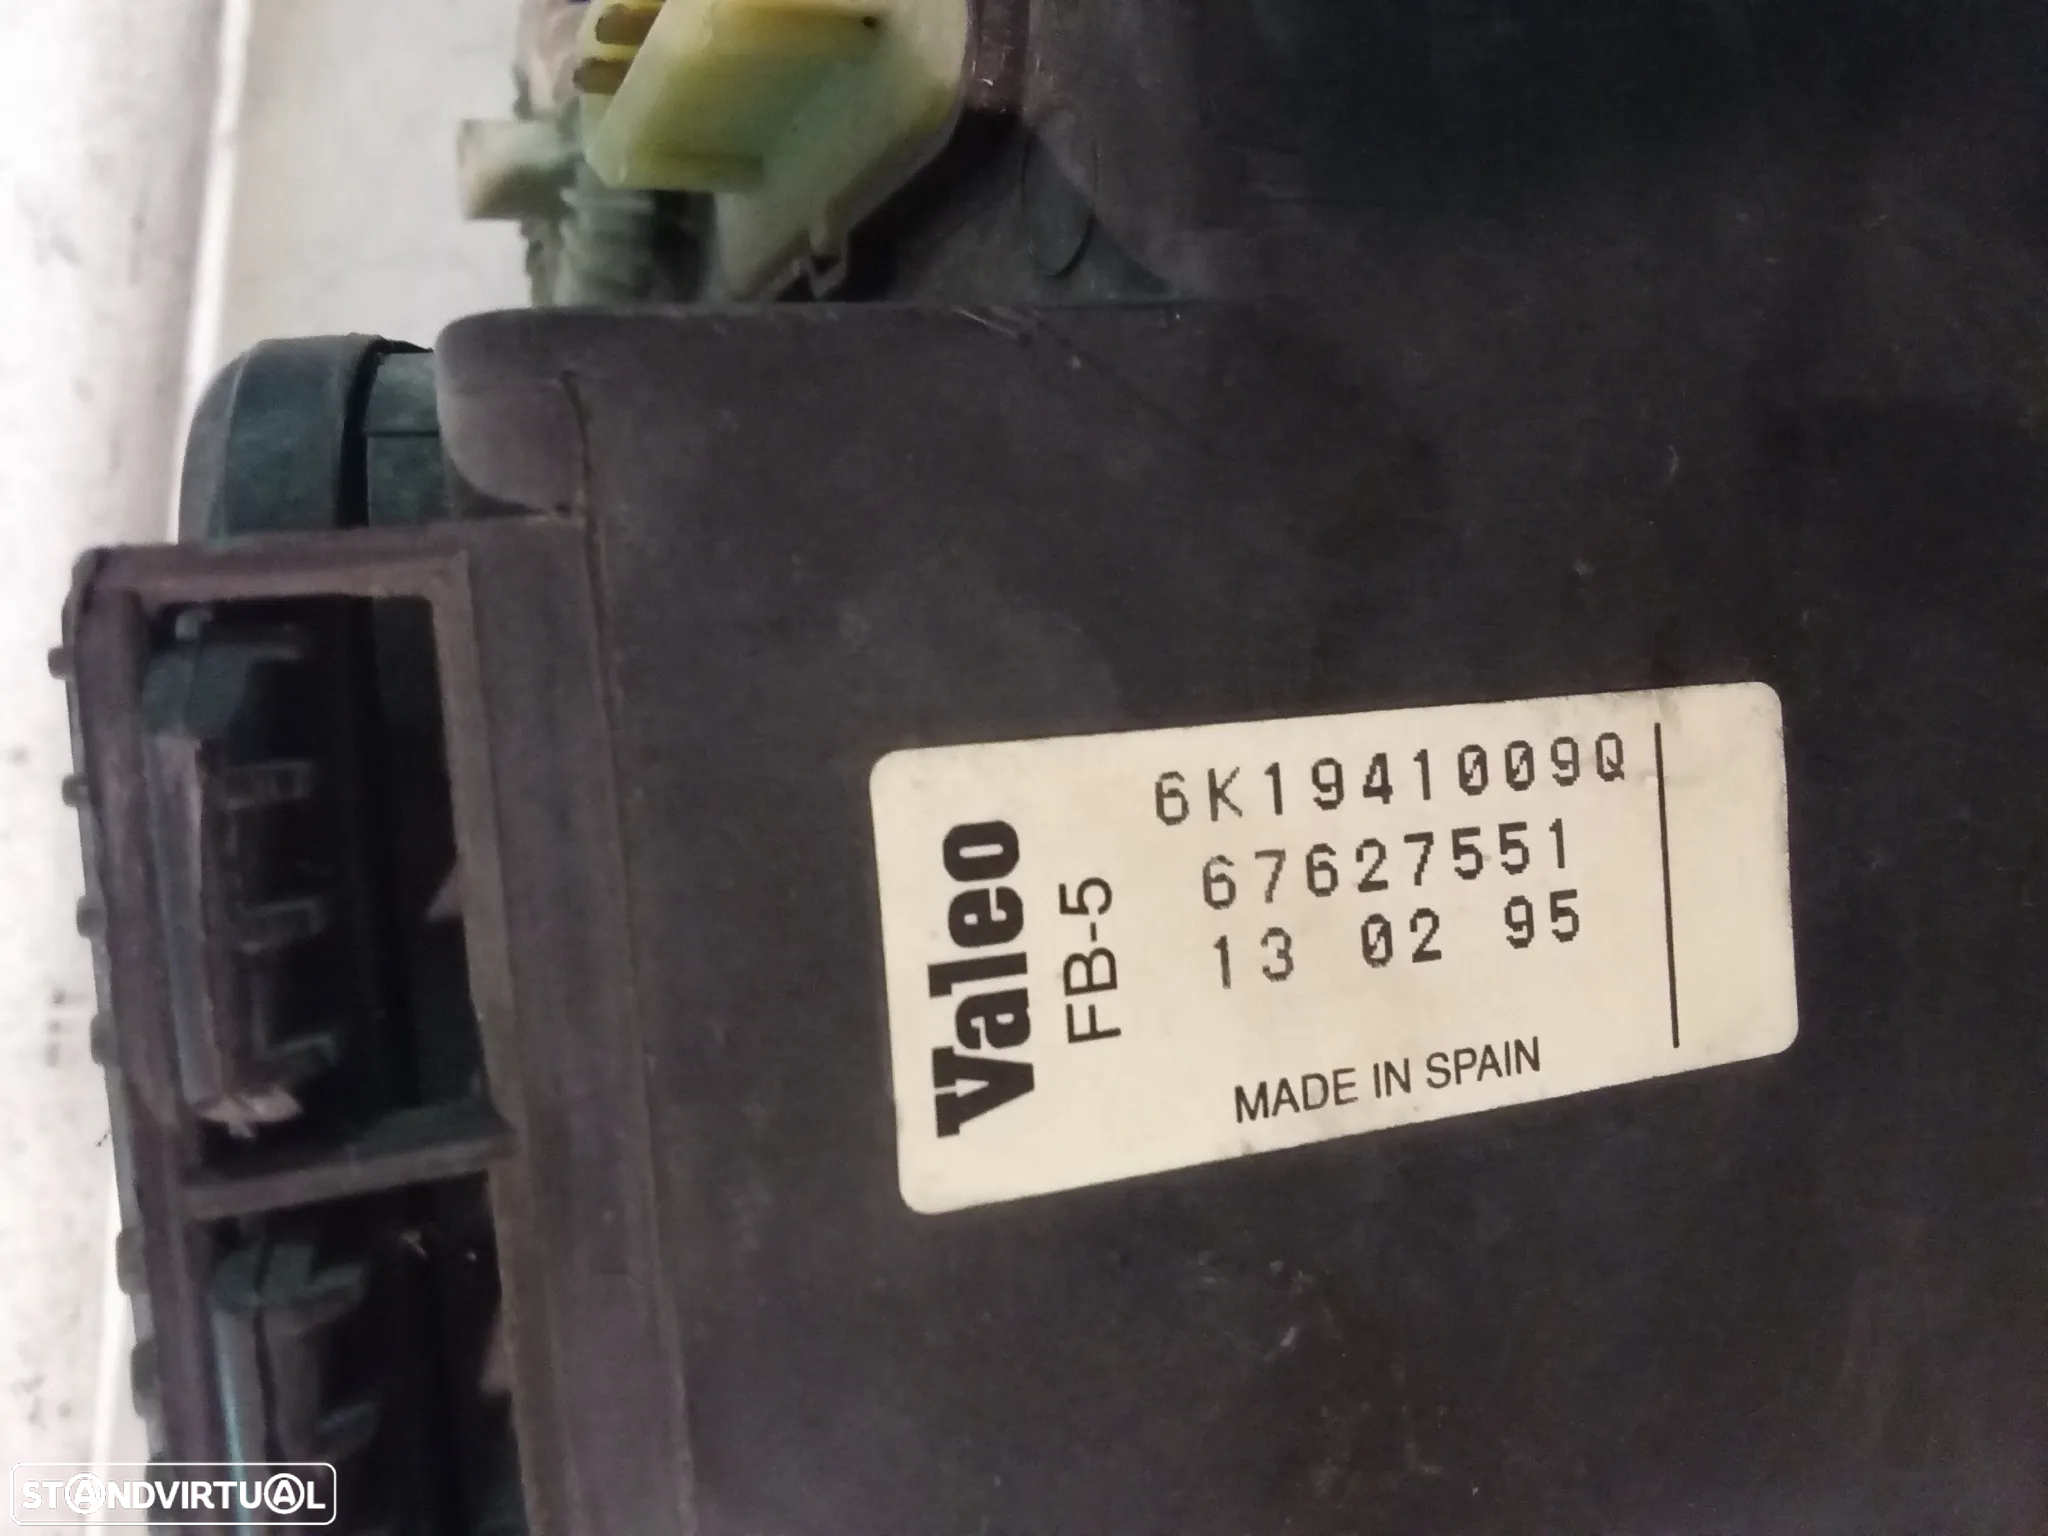 Valeo
FB-5
6K1941009Q
67627551
13 02 95
MADE IN SPAIN
STANDVIRTUAL